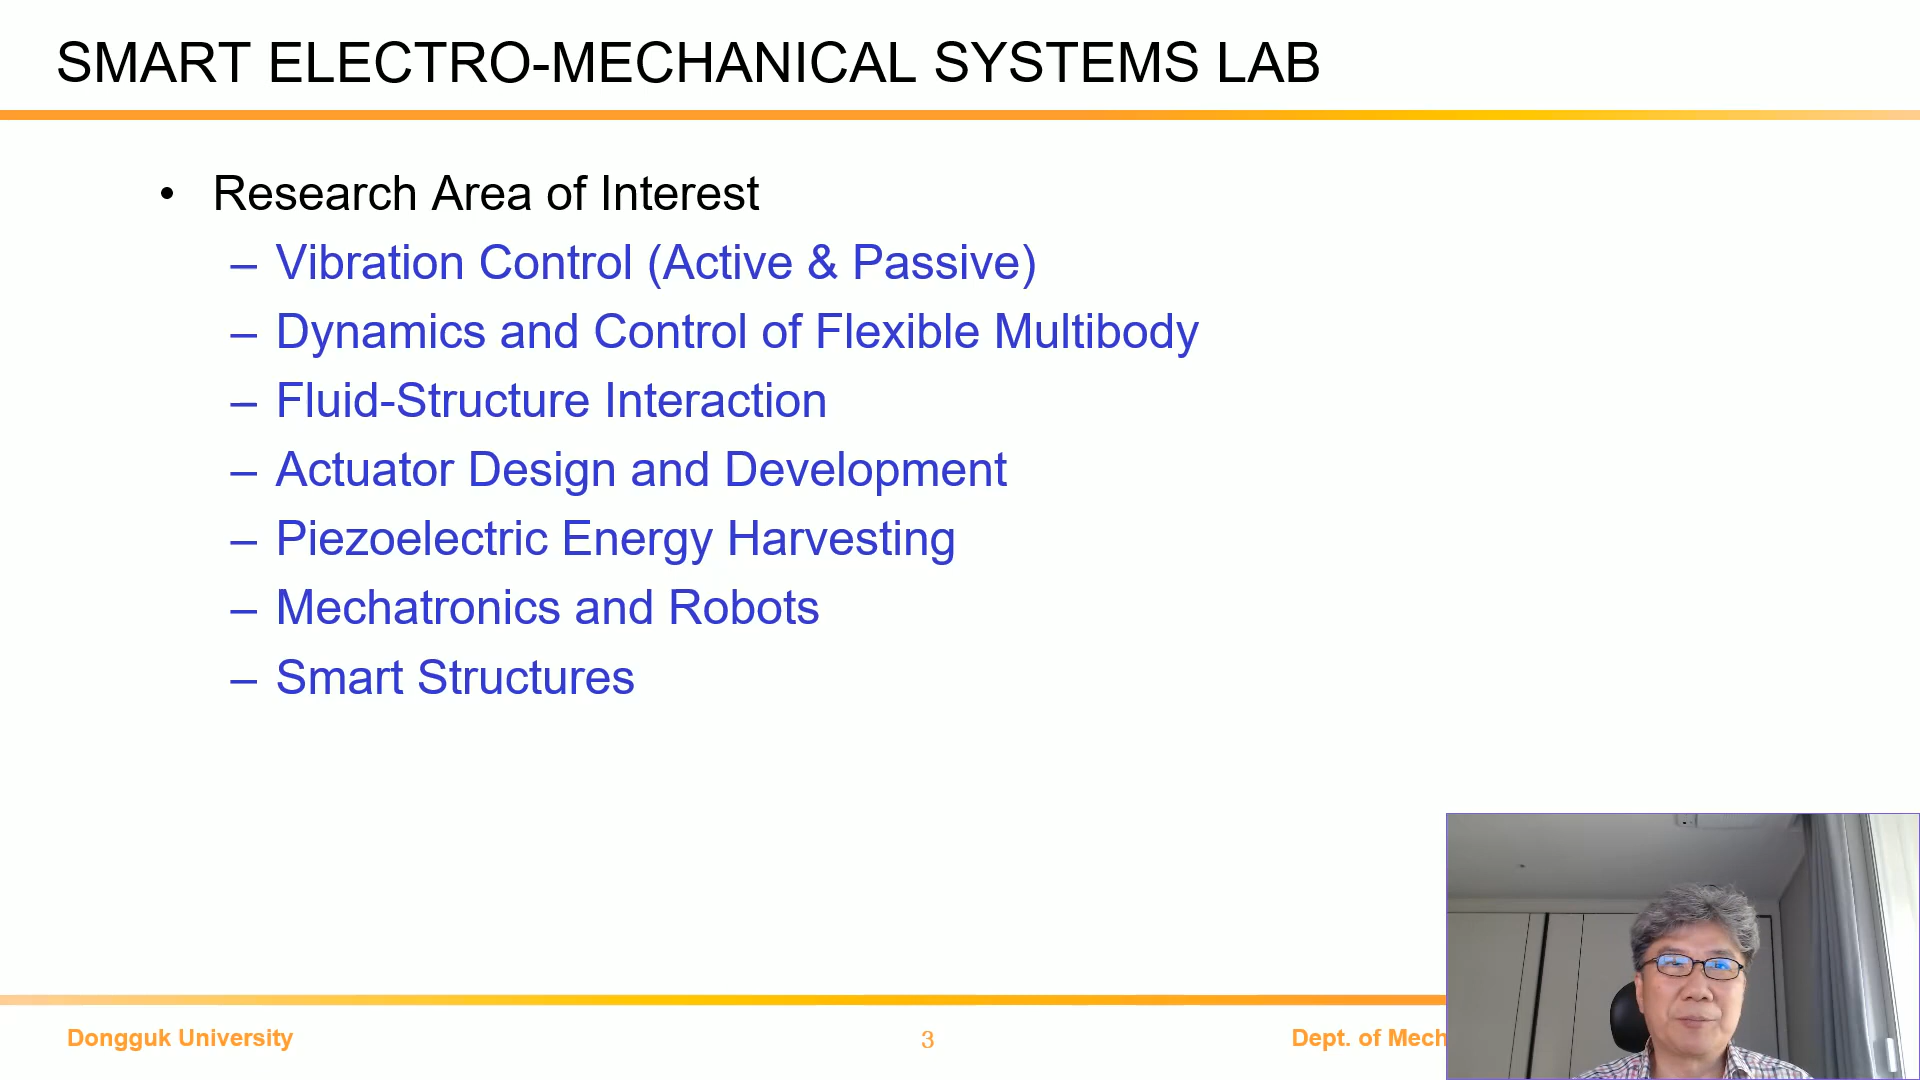 SMART ELECTRO-MECHANICAL SYSTEMS LAB
• Research Area of Interest
– Vibration Control (Active & Passive)
– Dynamics and Control of Flexible Multibody
– Fluid-Structure Interaction
– Actuator Design and Development
– Piezoelectric Energy Harvesting
– Mechatronics and Robots
– Smart Structures
Dongguk University
3
Dept. of Mech